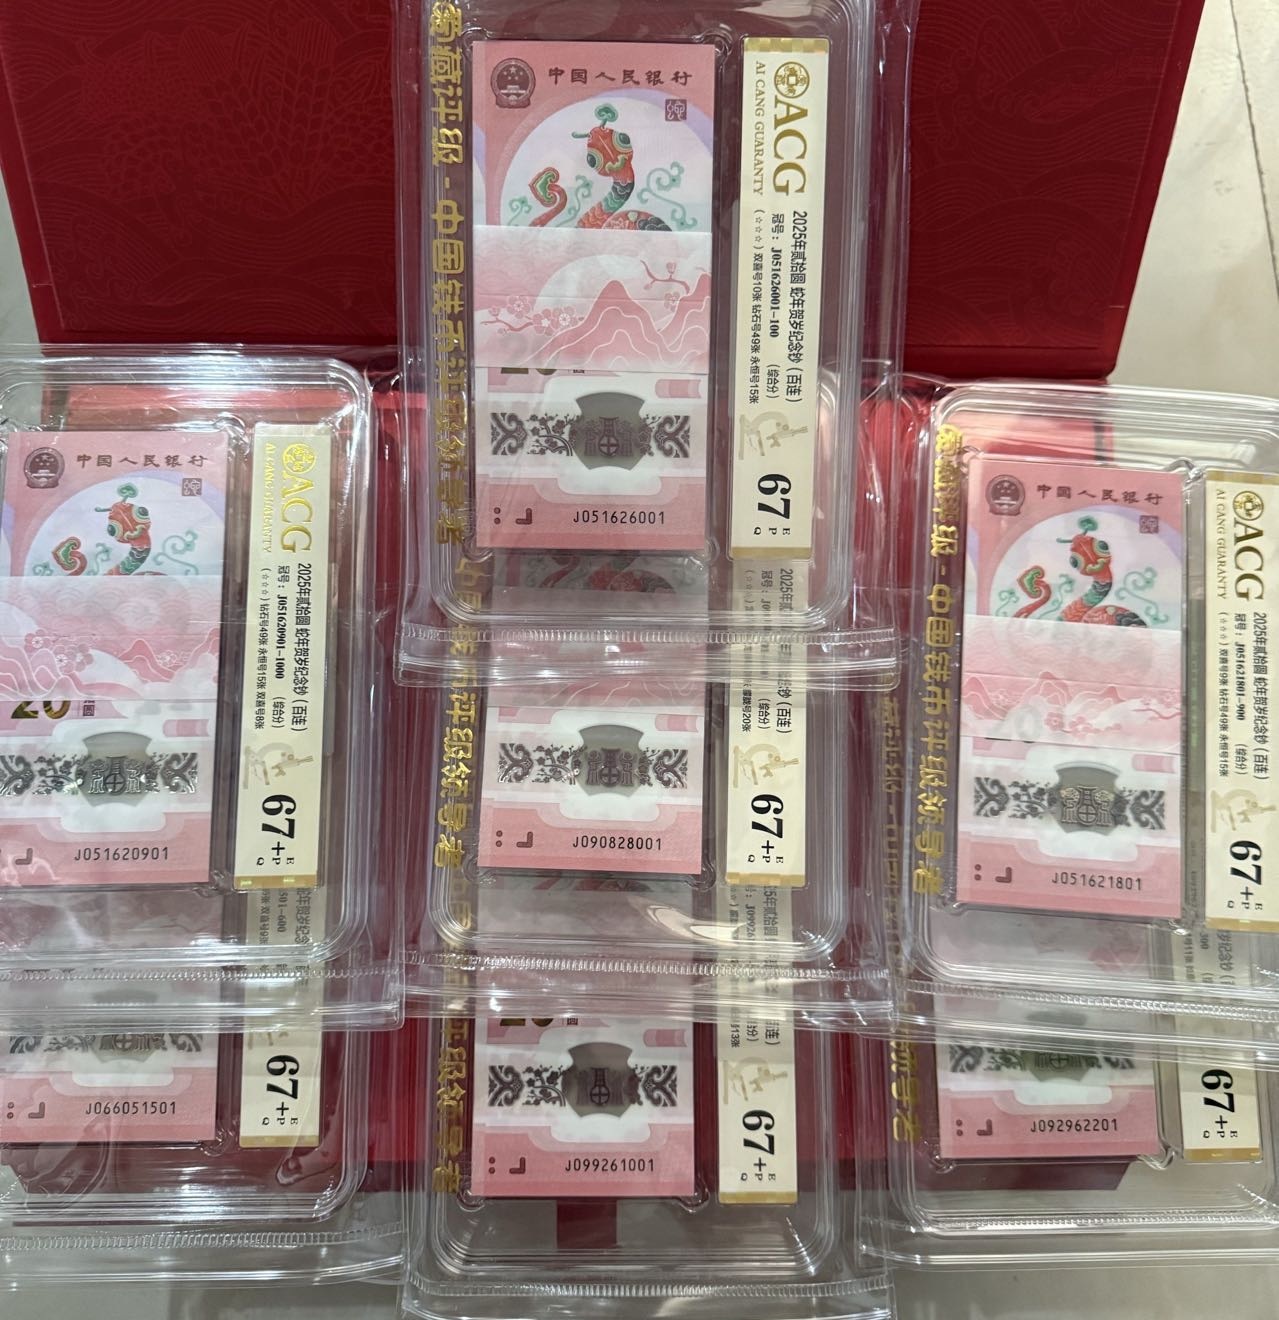 爱藏评级 - 中国钱币评级领导者
中国人民银行
J051626001
ACG
AI CANG GUARANTY
2025年贰拾圆 蛇年贺岁纪念钞（百连）
冠号：J051626001-100 （综合分）
（☆☆☆）双喜号10张 钻石号49张 永恒号15张
67 E
P Q
中国人民银行
20
J051620901
ACG
AI CANG GUARANTY
2025年贰拾圆 蛇年贺岁纪念钞（百连）
冠号：J051620901-1000 （综合分）
（☆☆☆）钻石号49张 永恒号15张 双喜号8张
67+ E
P Q
J090828001
67+ E
P Q
中国人民银行
J051621801
ACG
AI CANG GUARANTY
2025年贰拾圆 蛇年贺岁纪念钞（百连）
冠号：J051621801-900 （综合分）
（☆☆☆）双喜号9张 钻石号49张 永恒号15张
67+ E
P Q
J066051501
67+ E
P Q
J099261001
67+ E
P Q
J092962201
67+ E
P Q